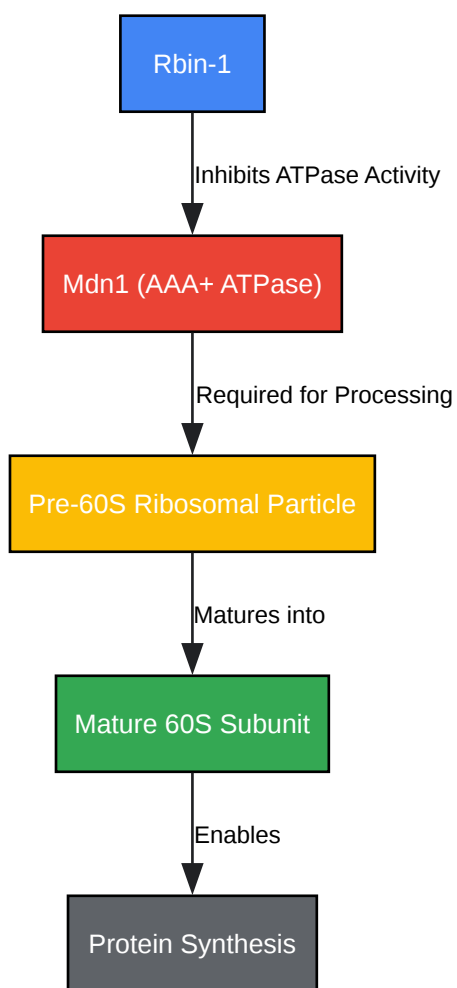 Rbin-1
Inhibits ATPase Activity
Mdn1 (AAA+ ATPase)
Required for Processing
Pre-60S Ribosomal Particle
Matures into
Mature 60S Subunit
Enables
Protein Synthesis